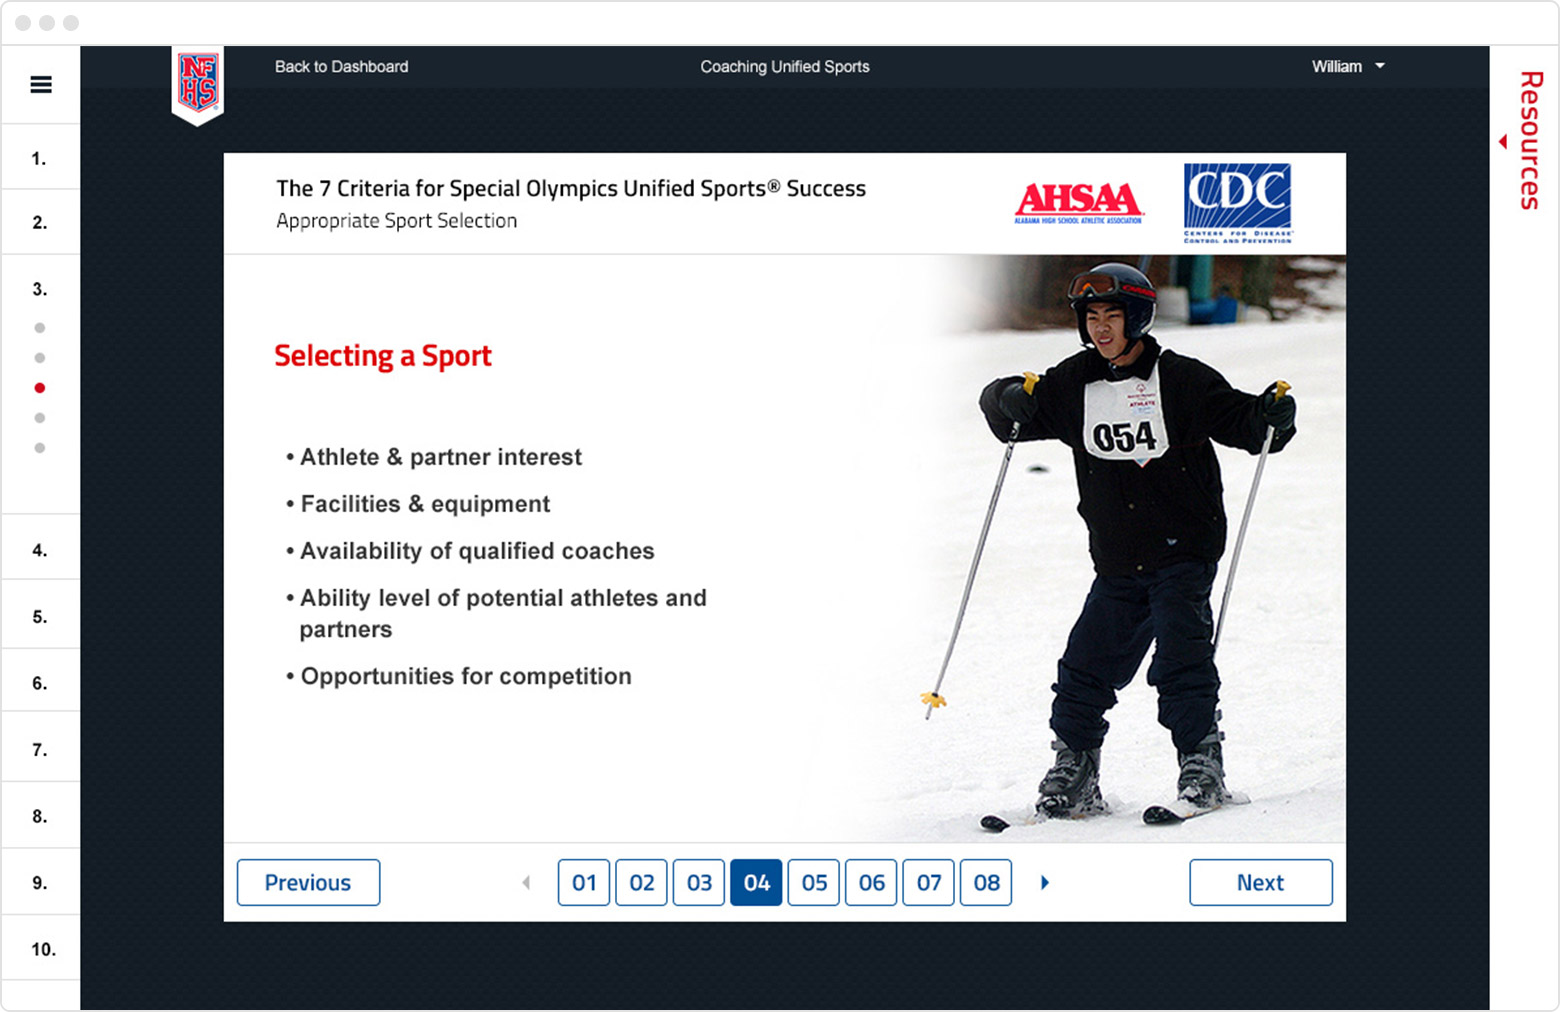 NFHS
Back to Dashboard
Coaching Unified Sports
William
Resources
1.
2.
3.
4.
5.
6.
7.
8.
9.
10.
The 7 Criteria for Special Olympics Unified Sports® Success
Appropriate Sport Selection
AHSAA
ALABAMA HIGH SCHOOL ATHLETIC ASSOCIATION
CDC
CENTERS FOR DISEASE
CONTROL AND PREVENTION
Selecting a Sport
• Athlete & partner interest
• Facilities & equipment
• Availability of qualified coaches
• Ability level of potential athletes and
partners
• Opportunities for competition
ATHLETE
054
Previous
01
02
03
04
05
06
07
08
Next